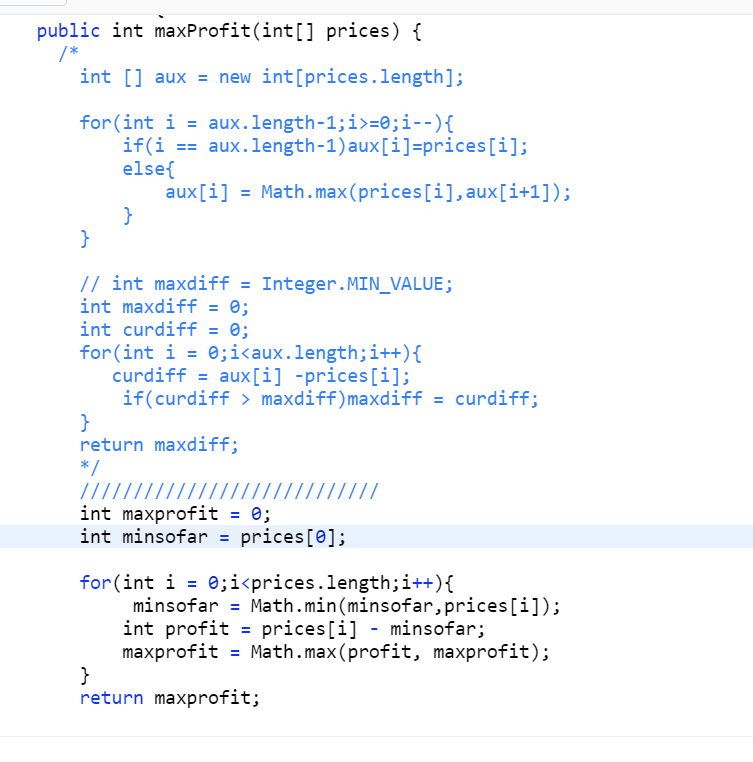 public int maxProfit(int[] prices) {
/*
int [] aux = new int[prices.length];
for(int i = aux.length-1;i>=0;i--){
if(i == aux.length-1)aux[i]=prices[i];
else{
aux[i] = Math.max(prices[i],aux[i+1]);
}
}
// int maxdiff = Integer.MIN_VALUE;
int maxdiff = 0;
int curdiff = 0;
for(int i = 0;i<aux.length;i++){
curdiff = aux[i] -prices[i];
if(curdiff > maxdiff)maxdiff = curdiff;
}
return maxdiff;
*/
////////////////////////////
int maxprofit = 0;
int minsofar = prices[0];
for(int i = 0;i<prices.length;i++){
minsofar = Math.min(minsofar,prices[i]);
int profit = prices[i] - minsofar;
maxprofit = Math.max(profit, maxprofit);
}
return maxprofit;